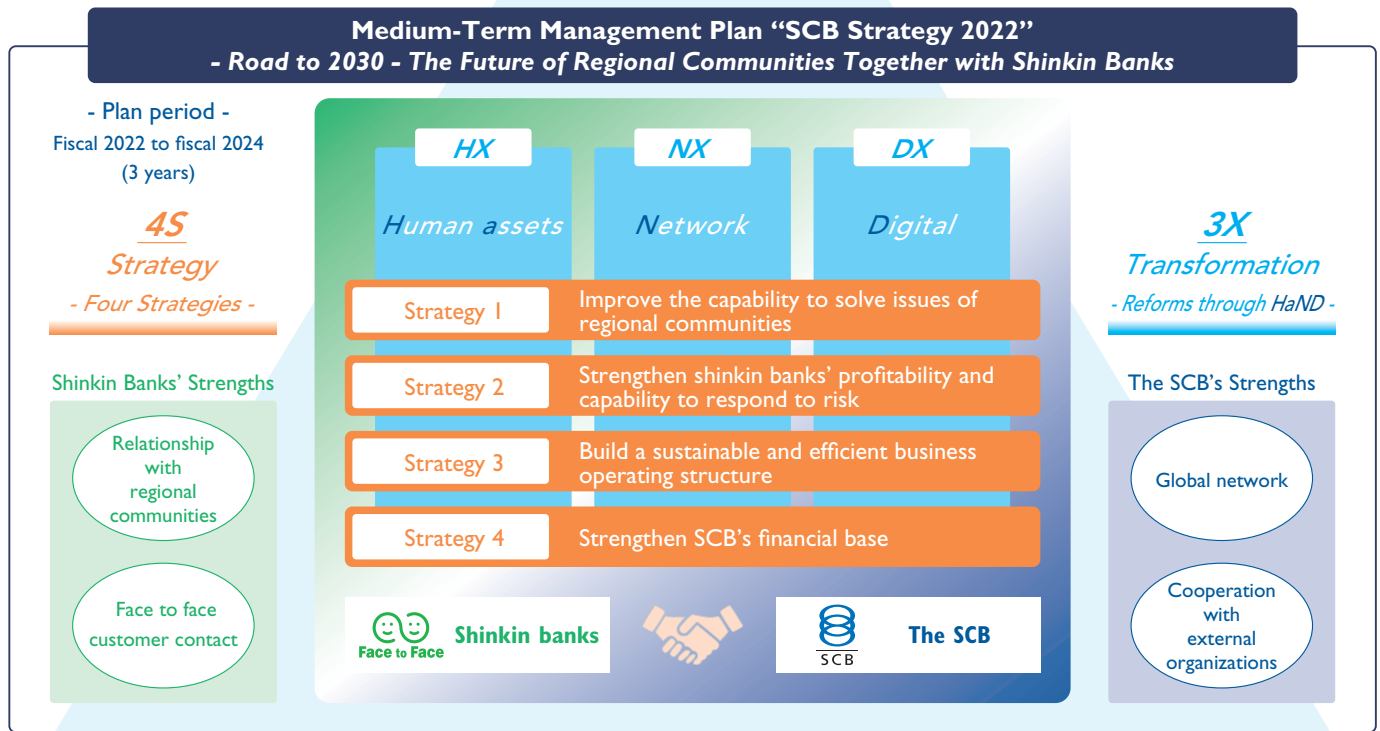 Medium-Term Management Plan “SCB Strategy 2022”
- Road to 2030 - The Future of Regional Communities Together with Shinkin Banks
- Plan period -
Fiscal 2022 to fiscal 2024
(3 years)
4S
Strategy
- Four Strategies -
Shinkin Banks’ Strengths
Relationship
with
regional
communities
Face to face
customer contact
HX
Human assets
NX
Network
DX
Digital
Strategy 1
Improve the capability to solve issues of
regional communities
Strategy 2
Strengthen shinkin banks’ profitability and
capability to respond to risk
Strategy 3
Build a sustainable and efficient business
operating structure
Strategy 4
Strengthen SCB’s financial base
Face to Face
Shinkin banks
SCB
The SCB
3X
Transformation
- Reforms through HaND -
The SCB’s Strengths
Global network
Cooperation
with
external
organizations